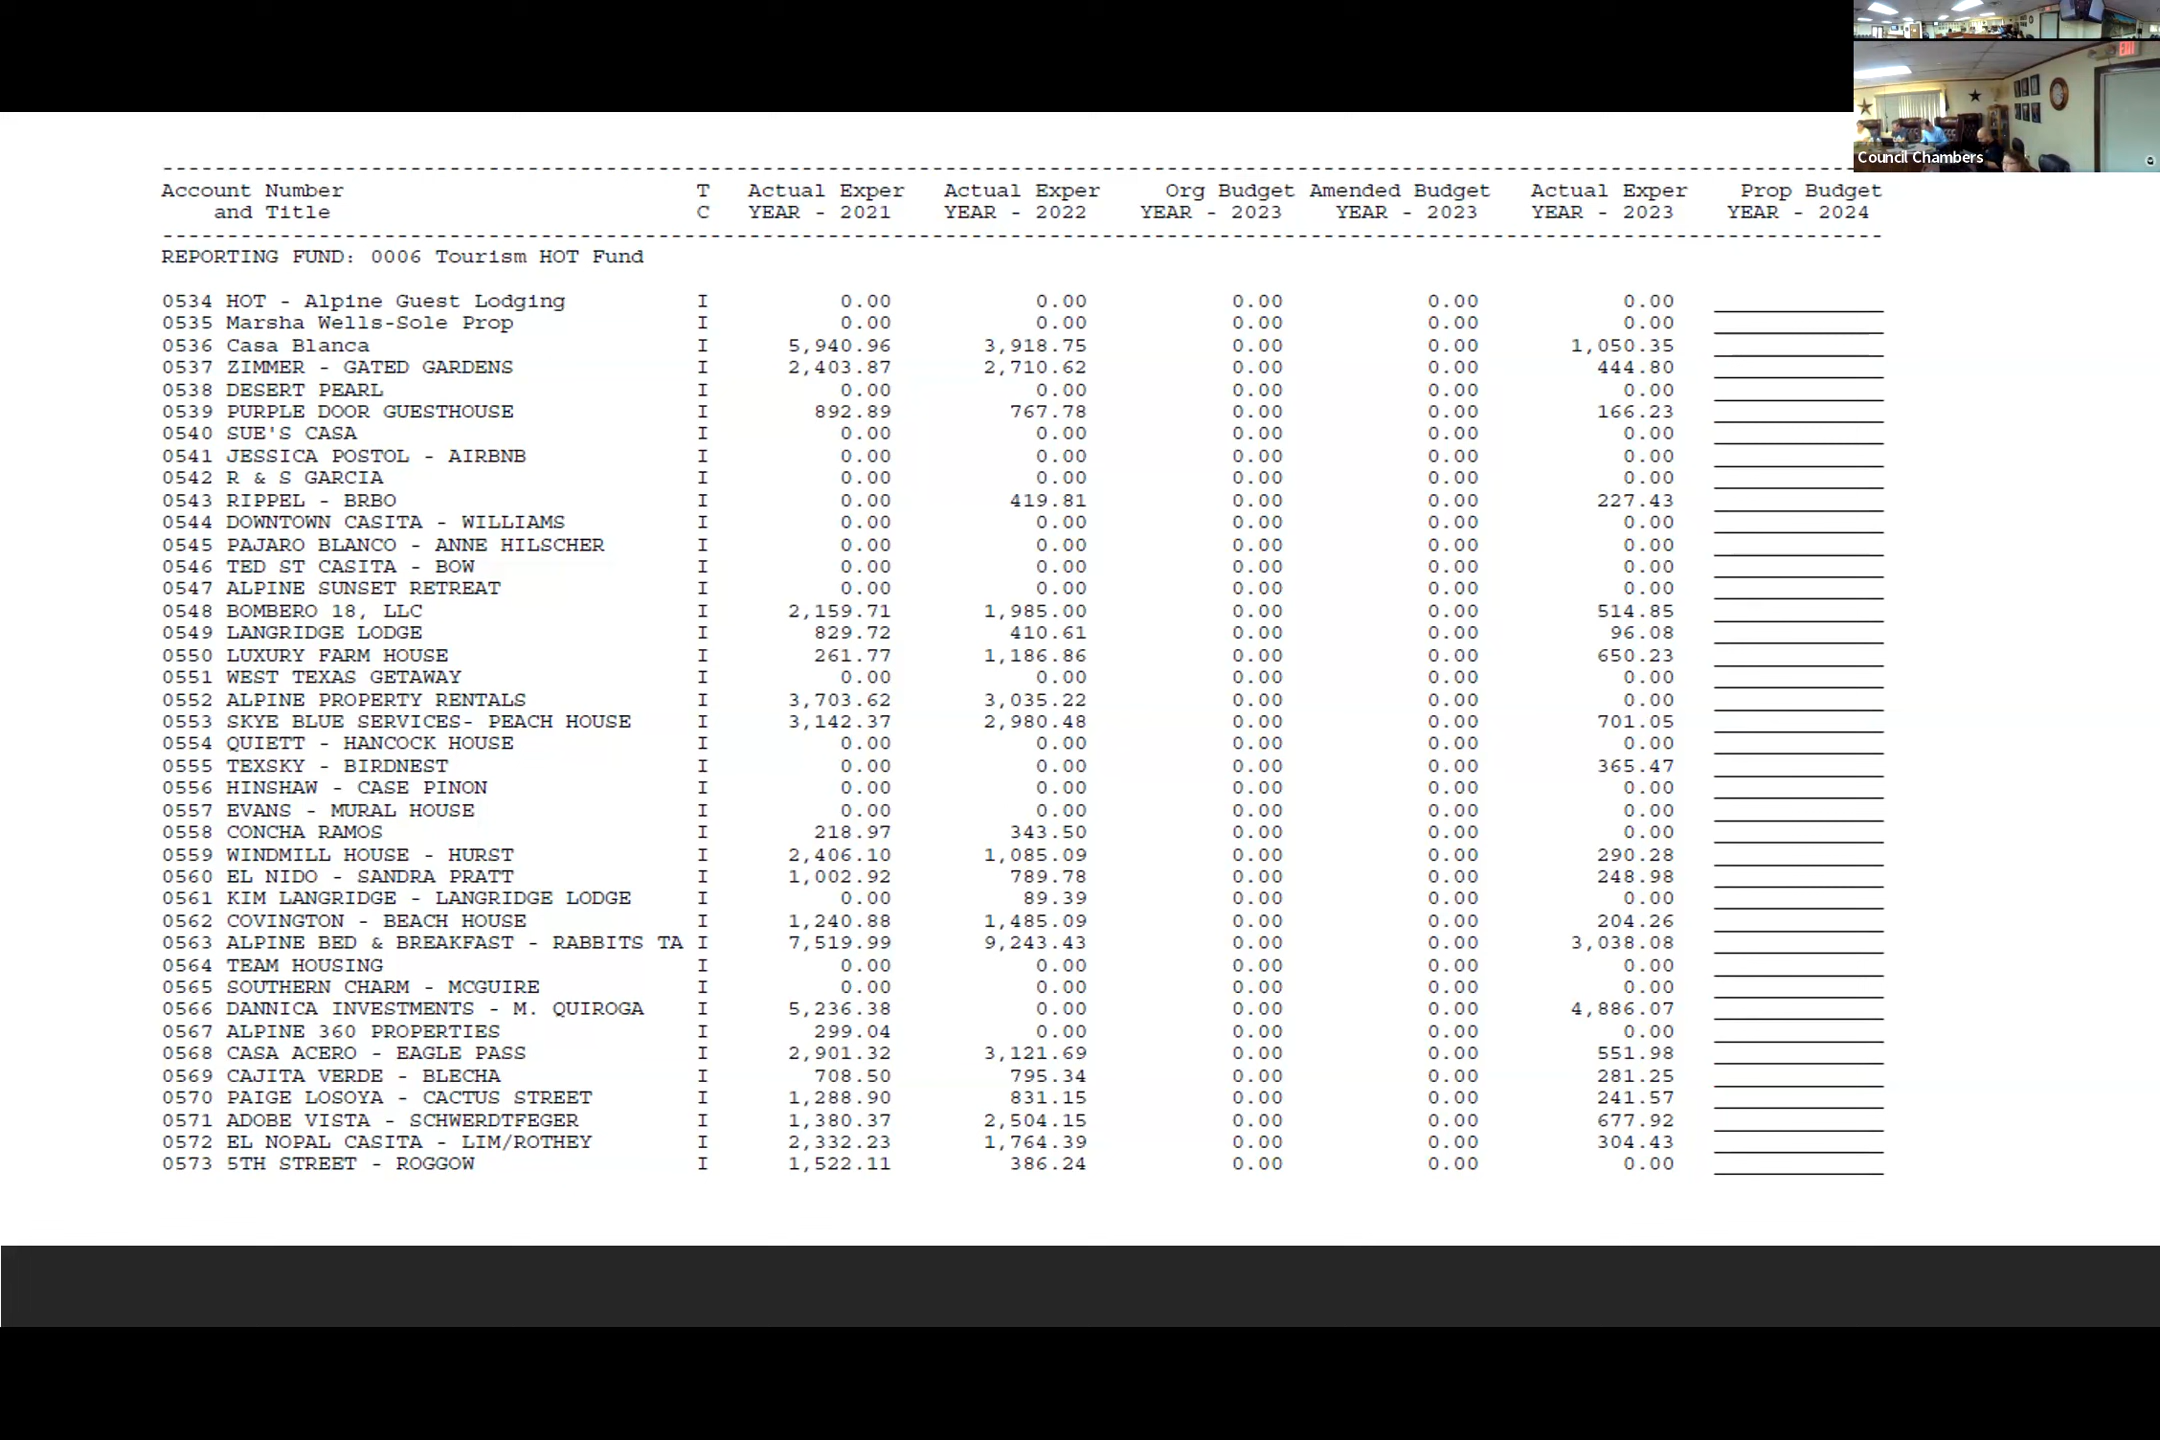 EXIT
Council Chambers
Account Number T Actual Exper Actual Exper Org Budget Amended Budget Actual Exper Prop Budget
and Title C YEAR - 2021 YEAR - 2022 YEAR - 2023 YEAR - 2023 YEAR - 2023 YEAR - 2024
REPORTING FUND: 0006 Tourism HOT Fund
0534 HOT - Alpine Guest Lodging I 0.00 0.00 0.00 0.00 0.00
0535 Marsha Wells-Sole Prop I 0.00 0.00 0.00 0.00 0.00
0536 Casa Blanca I 5,940.96 3,918.75 0.00 0.00 1,050.35
0537 ZIMMER - GATED GARDENS I 2,403.87 2,710.62 0.00 0.00 444.80
0538 DESERT PEARL I 0.00 0.00 0.00 0.00 0.00
0539 PURPLE DOOR GUESTHOUSE I 892.89 767.78 0.00 0.00 166.23
0540 SUE'S CASA I 0.00 0.00 0.00 0.00 0.00
0541 JESSICA POSTOL - AIRBNB I 0.00 0.00 0.00 0.00 0.00
0542 R & S GARCIA I 0.00 0.00 0.00 0.00 0.00
0543 RIPPEL - BRBO I 0.00 419.81 0.00 0.00 227.43
0544 DOWNTOWN CASITA - WILLIAMS I 0.00 0.00 0.00 0.00 0.00
0545 PAJARO BLANCO - ANNE HILSCHER I 0.00 0.00 0.00 0.00 0.00
0546 TED ST CASITA - BOW I 0.00 0.00 0.00 0.00 0.00
0547 ALPINE SUNSET RETREAT I 0.00 0.00 0.00 0.00 0.00
0548 BOMBERO 18, LLC I 2,159.71 1,985.00 0.00 0.00 514.85
0549 LANGRIDGE LODGE I 829.72 410.61 0.00 0.00 96.08
0550 LUXURY FARM HOUSE I 261.77 1,186.86 0.00 0.00 650.23
0551 WEST TEXAS GETAWAY I 0.00 0.00 0.00 0.00 0.00
0552 ALPINE PROPERTY RENTALS I 3,703.62 3,035.22 0.00 0.00 0.00
0553 SKYE BLUE SERVICES- PEACH HOUSE I 3,142.37 2,980.48 0.00 0.00 701.05
0554 QUIETT - HANCOCK HOUSE I 0.00 0.00 0.00 0.00 0.00
0555 TEXSKY - BIRDNEST I 0.00 0.00 0.00 0.00 365.47
0556 HINSHAW - CASE PINON I 0.00 0.00 0.00 0.00 0.00
0557 EVANS - MURAL HOUSE I 0.00 0.00 0.00 0.00 0.00
0558 CONCHA RAMOS I 218.97 343.50 0.00 0.00 0.00
0559 WINDMILL HOUSE - HURST I 2,406.10 1,085.09 0.00 0.00 290.28
0560 EL NIDO - SANDRA PRATT I 1,002.92 789.78 0.00 0.00 248.98
0561 KIM LANGRIDGE - LANGRIDGE LODGE I 0.00 89.39 0.00 0.00 0.00
0562 COVINGTON - BEACH HOUSE I 1,240.88 1,485.09 0.00 0.00 204.26
0563 ALPINE BED & BREAKFAST - RABBITS TA I 7,519.99 9,243.43 0.00 0.00 3,038.08
0564 TEAM HOUSING I 0.00 0.00 0.00 0.00 0.00
0565 SOUTHERN CHARM - MCGUIRE I 0.00 0.00 0.00 0.00 0.00
0566 DANNICA INVESTMENTS - M. QUIROGA I 5,236.38 0.00 0.00 0.00 4,886.07
0567 ALPINE 360 PROPERTIES I 299.04 0.00 0.00 0.00 0.00
0568 CASA ACERO - EAGLE PASS I 2,901.32 3,121.69 0.00 0.00 551.98
0569 CAJITA VERDE - BLECHA I 708.50 795.34 0.00 0.00 281.25
0570 PAIGE LOSOYA - CACTUS STREET I 1,288.90 831.15 0.00 0.00 241.57
0571 ADOBE VISTA - SCHWERDTFEGER I 1,380.37 2,504.15 0.00 0.00 677.92
0572 EL NOPAL CASITA - LIM/ROTHEY I 2,332.23 1,764.39 0.00 0.00 304.43
0573 5TH STREET - ROGGOW I 1,522.11 386.24 0.00 0.00 0.00